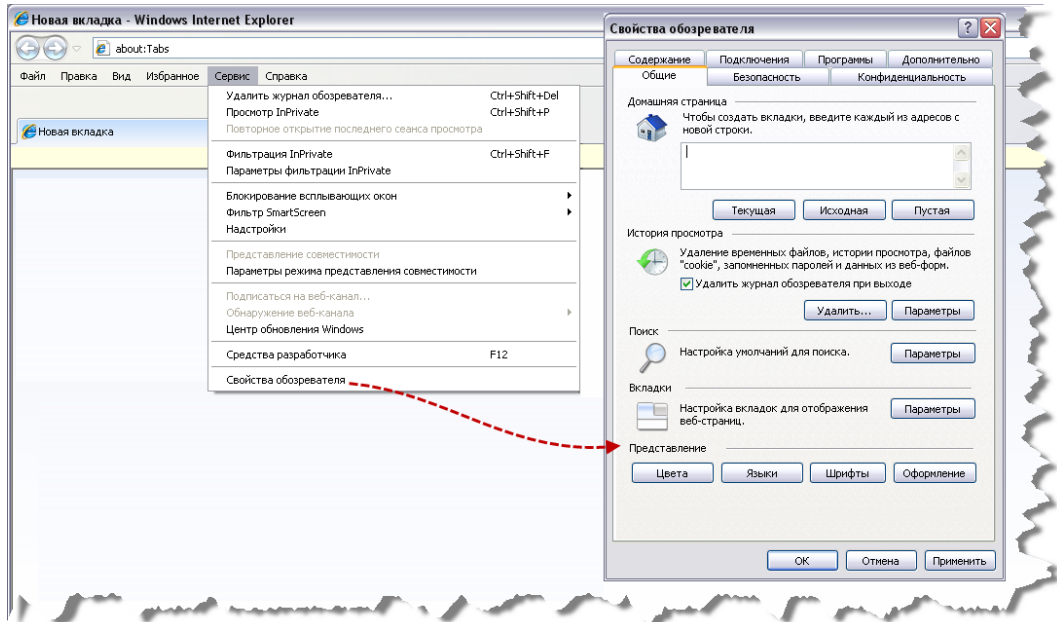 Новая вкладка - Windows Internet Explorer
about:Tabs
Файл Правка Вид Избранное Сервис Справка
Новая вкладка
Удалить журнал обозревателя... Ctrl+Shift+Del
Просмотр InPrivate Ctrl+Shift+P
Повторное открытие последнего сеанса просмотра
Фильтрация InPrivate Ctrl+Shift+F
Параметры фильтрации InPrivate
Блокирование всплывающих окон
Фильтр SmartScreen
Надстройки
Представление совместимости
Параметры режима представления совместимости
Подписаться на веб-канал...
Обнаружение веб-канала
Центр обновления Windows
Средства разработчика F12
Свойства обозревателя
Свойства обозревателя
Содержание Подключения Программы Дополнительно
Общие Безопасность Конфиденциальность
Домашняя страница
Чтобы создать вкладки, введите каждый из адресов с
новой строки.
Текущая Исходная Пустая
История просмотра
Удаление временных файлов, истории просмотра, файлов
"cookie", запомненных паролей и данных из веб-форм.
Удалить журнал обозревателя при выходе
Удалить... Параметры
Поиск
Настройка умолчаний для поиска. Параметры
Вкладки
Настройка вкладок для отображения Параметры
веб-страниц.
Представление
Цвета Языки Шрифты Оформление
ОК Отмена Применить